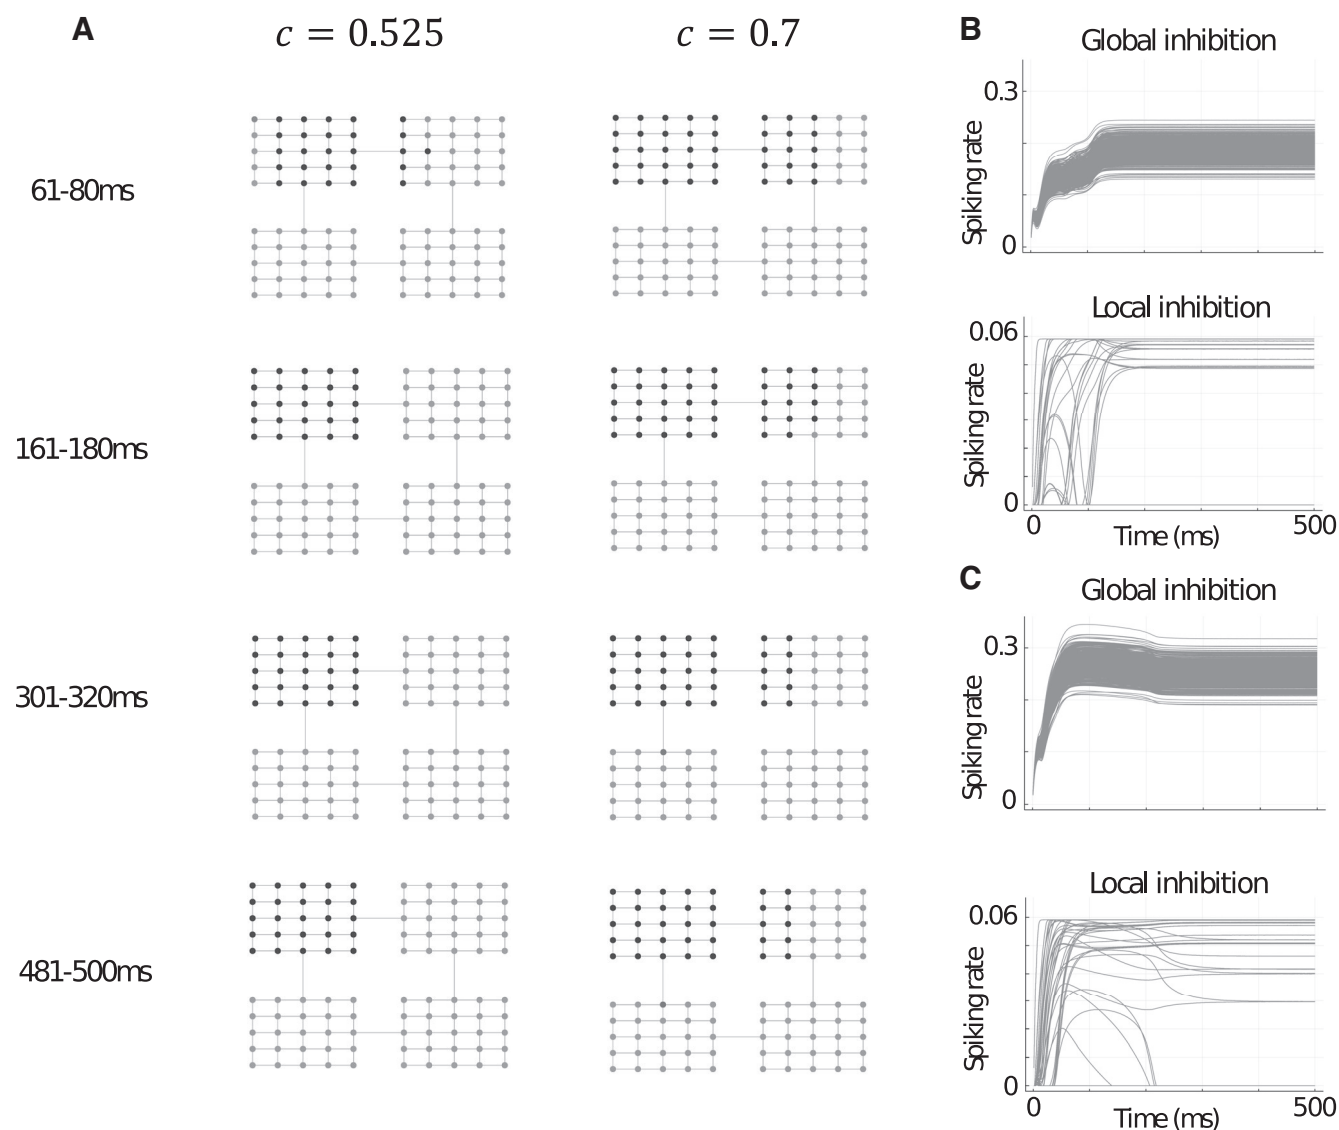 A
c = 0.525
c = 0.7
61-80ms
161-180ms
301-320ms
481-500ms
B
Global inhibition
0.3
Spiking rate
0
Local inhibition
0.06
Spiking rate
0
0
500
Time (ms)
C
Global inhibition
0.3
Spiking rate
0
Local inhibition
0.06
Spiking rate
0
0
500
Time (ms)